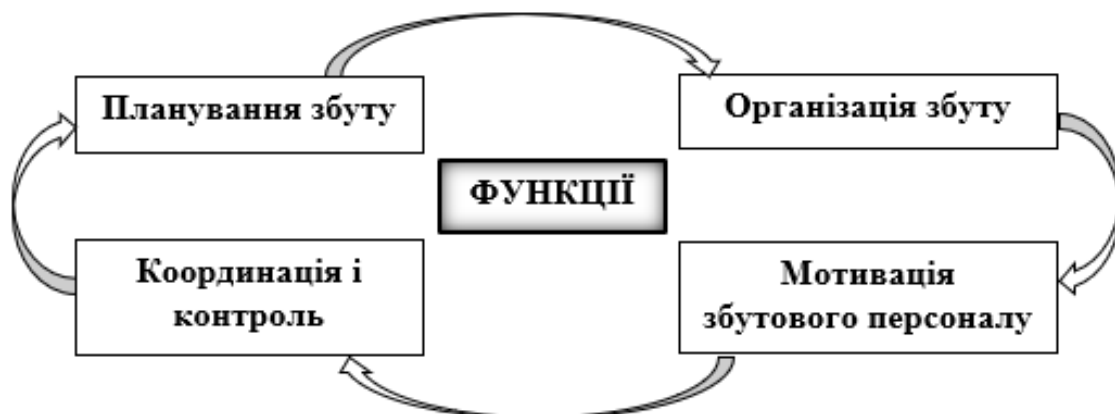 Планування збуту
Організація збуту
ФУНКЦІЇ
Координація і
контроль
Мотивація
збутового персоналу